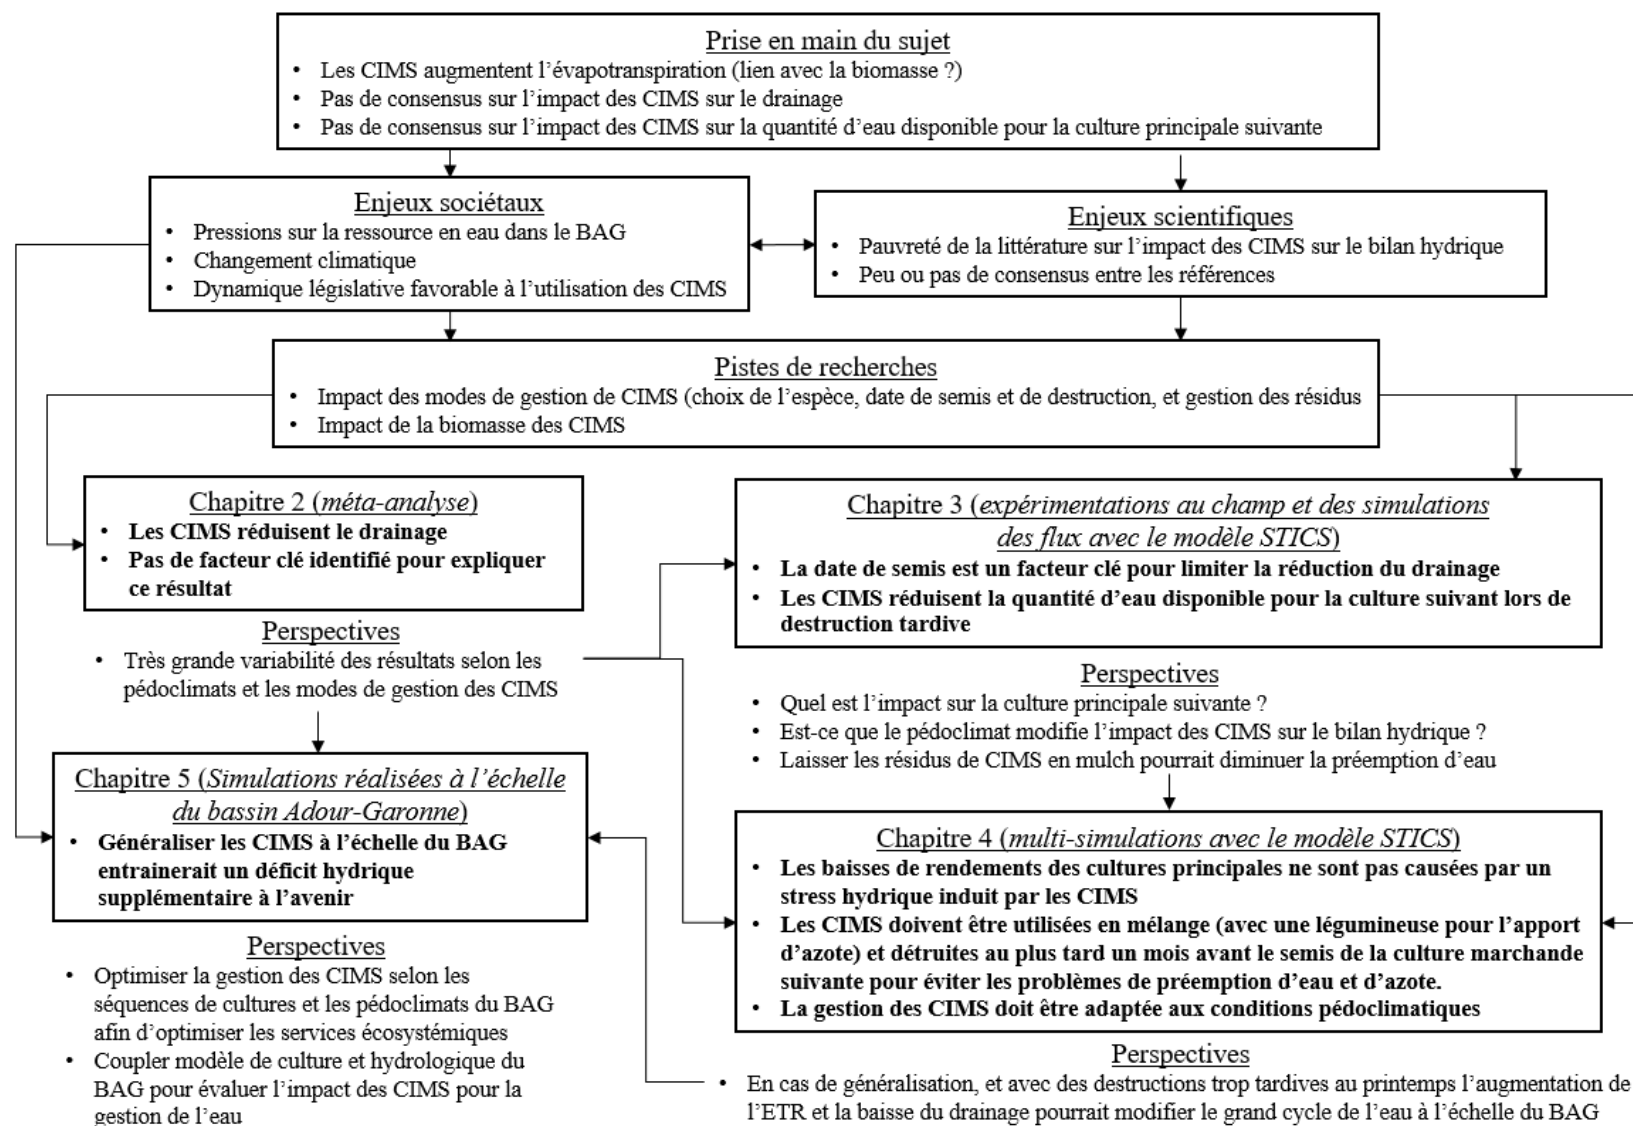 Prise en main du sujet
• Les CIMS augmentent l’évapotranspiration (lien avec la biomasse ?)
• Pas de consensus sur l’impact des CIMS sur le drainage
• Pas de consensus sur l’impact des CIMS sur la quantité d’eau disponible pour la culture principale suivante
Enjeux sociétaux
• Pressions sur la ressource en eau dans le BAG
• Changement climatique
• Dynamique législative favorable à l’utilisation des CIMS
Enjeux scientifiques
• Pauvreté de la littérature sur l’impact des CIMS sur le bilan hydrique
• Peu ou pas de consensus entre les références
Pistes de recherches
• Impact des modes de gestion de CIMS (choix de l’espèce, date de semis et de destruction, et gestion des résidus
• Impact de la biomasse des CIMS
Chapitre 2 (méta-analyse)
• Les CIMS réduisent le drainage
• Pas de facteur clé identifié pour expliquer
ce résultat
Perspectives
• Très grande variabilité des résultats selon les
pédoclimats et les modes de gestion des CIMS
Chapitre 3 (expérimentations au champ et des simulations
des flux avec le modèle STICS)
• La date de semis est un facteur clé pour limiter la réduction du drainage
• Les CIMS réduisent la quantité d’eau disponible pour la culture suivant lors de
destruction tardive
Perspectives
• Quel est l’impact sur la culture principale suivante ?
• Est-ce que le pédoclimat modifie l’impact des CIMS sur le bilan hydrique ?
• Laisser les résidus de CIMS en mulch pourrait diminuer la préemption d’eau
Chapitre 5 (Simulations réalisées à l’échelle
du bassin Adour-Garonne)
• Généraliser les CIMS à l’échelle du BAG
entrainerait un déficit hydrique
supplémentaire à l’avenir
Perspectives
• Optimiser la gestion des CIMS selon les
séquences de cultures et les pédoclimats du BAG
afin d’optimiser les services écosystémiques
• Coupler modèle de culture et hydrologique du
BAG pour évaluer l’impact des CIMS pour la
gestion de l’eau
Chapitre 4 (multi-simulations avec le modèle STICS)
• Les baisses de rendements des cultures principales ne sont pas causées par un
stress hydrique induit par les CIMS
• Les CIMS doivent être utilisées en mélange (avec une légumineuse pour l’apport
d’azote) et détruites au plus tard un mois avant le semis de la culture marchande
suivante pour éviter les problèmes de préemption d’eau et d’azote.
• La gestion des CIMS doit être adaptée aux conditions pédoclimatiques
Perspectives
• En cas de généralisation, et avec des destructions trop tardives au printemps l’augmentation de
l’ETR et la baisse du drainage pourrait modifier le grand cycle de l’eau à l’échelle du BAG